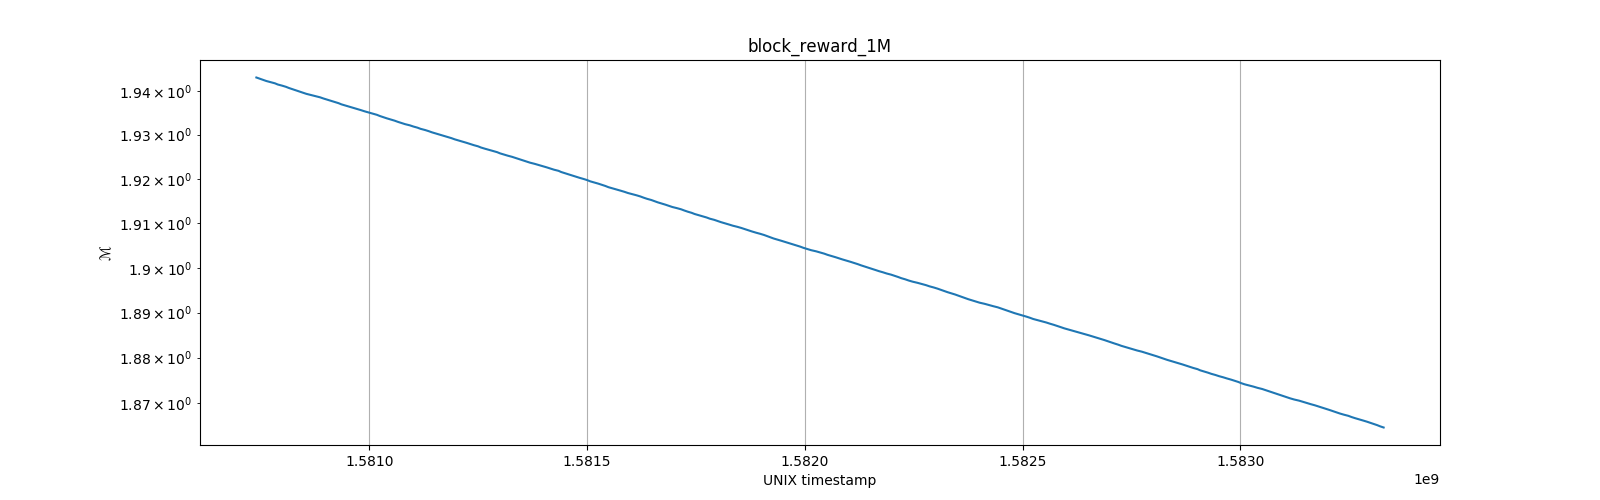 block_reward_1M
1.94 × 10⁰
1.93 × 10⁰
1.92 × 10⁰
1.91 × 10⁰
1.9 × 10⁰
1.89 × 10⁰
1.88 × 10⁰
1.87 × 10⁰
ℳ
1.5810 1.5815 1.5820 1.5825 1.5830
UNIX timestamp
1e9